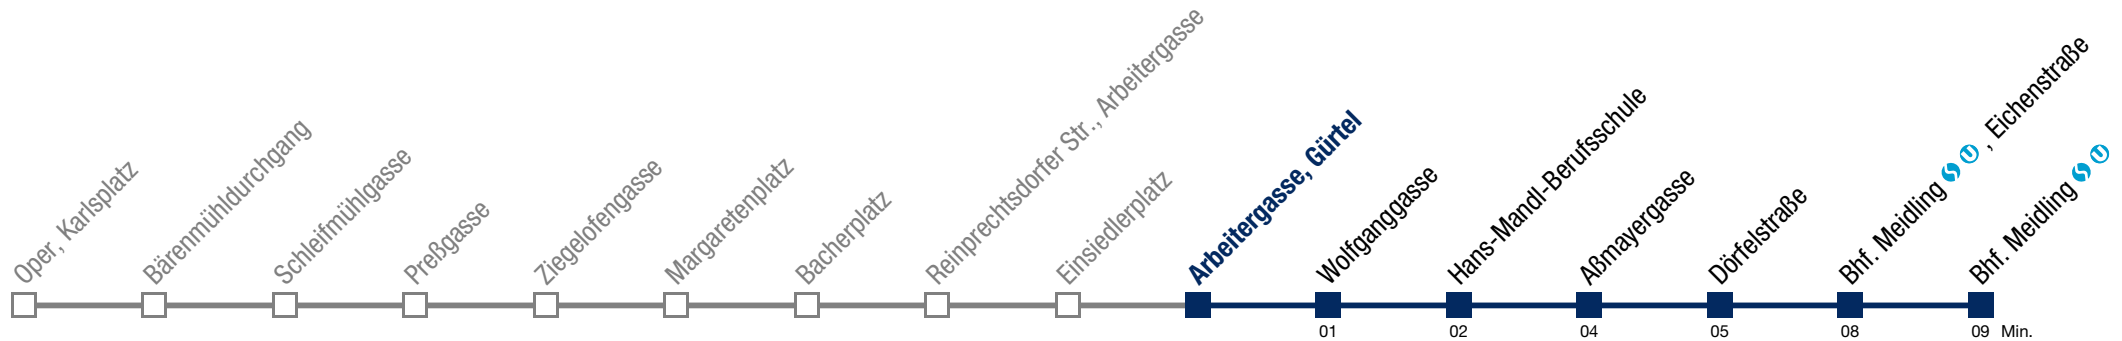 Oper, Karlsplatz
Bärenmühldurchgang
Schleifmühlgasse
Preßgasse
Ziegelofengasse
Margaretenplatz
Bacherplatz
Reinprechtsdorfer Str., Arbeitergasse
Einsiedlerplatz
Arbeitergasse, Gürtel
Wolfganggasse
Hans-Mandl-Berufsschule
Aßmayergasse
Dörfelstraße
Bhf. Meidling S U , Eichenstraße
Bhf. Meidling S U
01 02 04 05 08 09 Min.